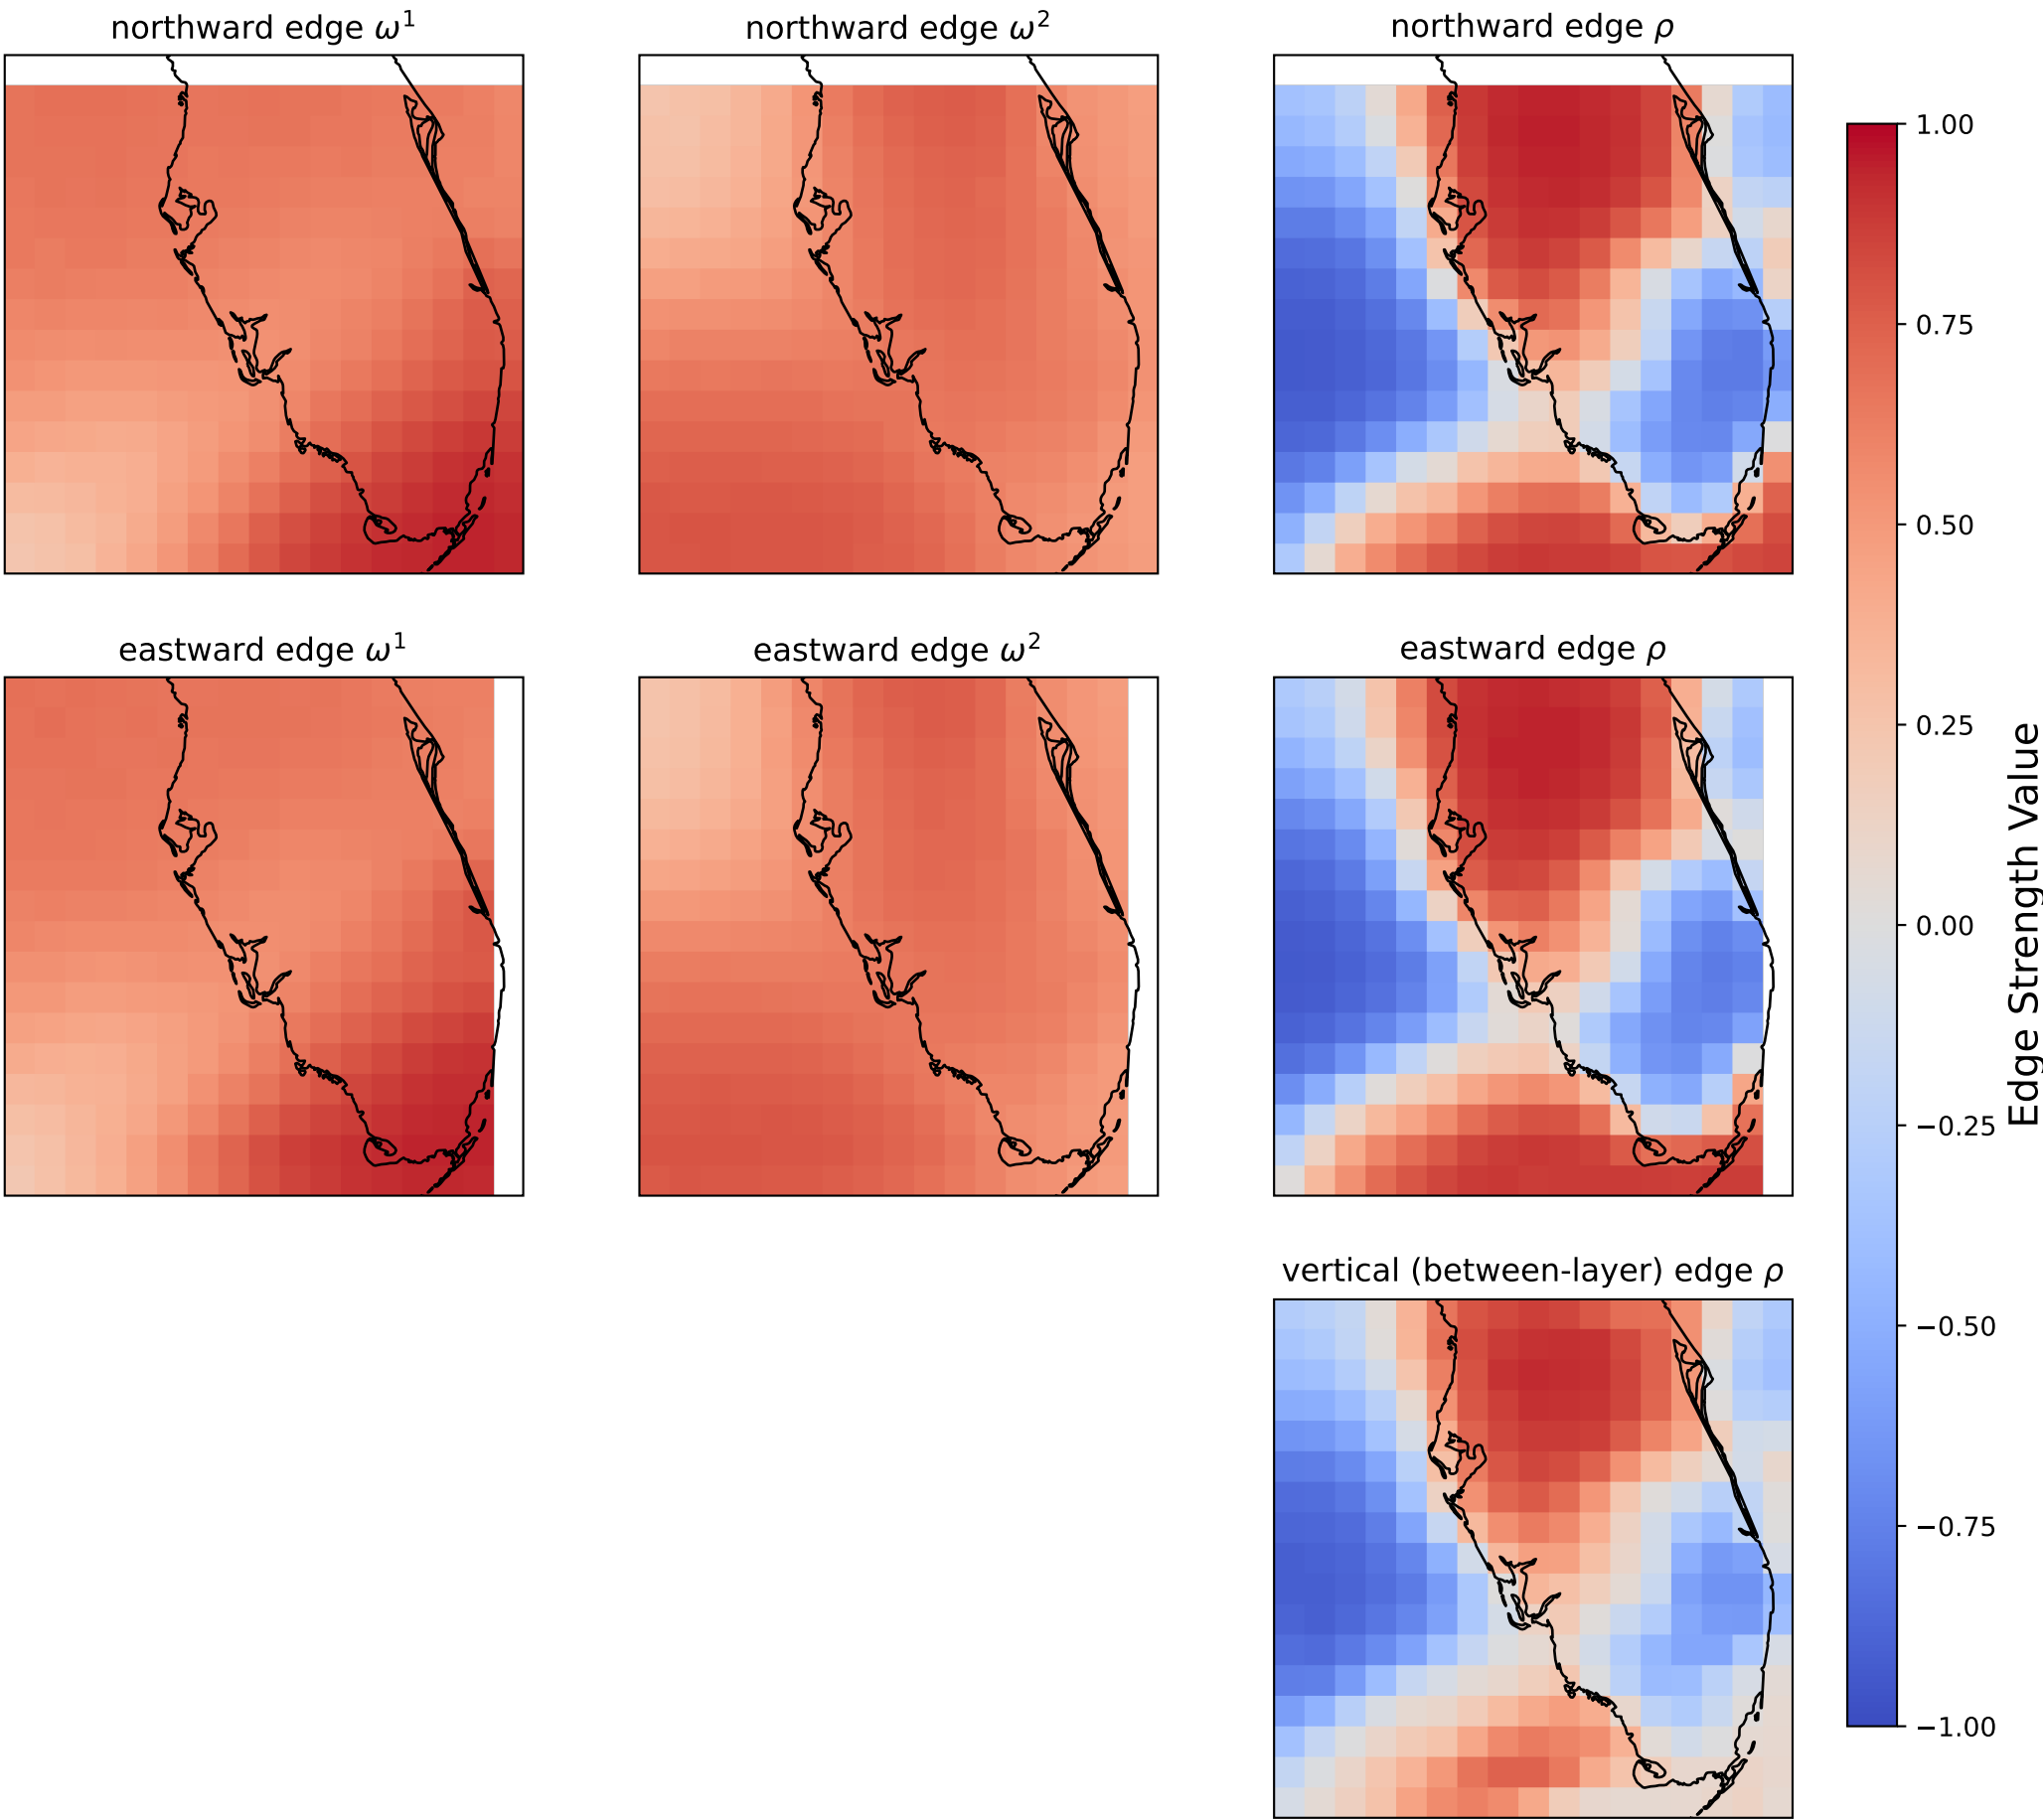 northward edge ω¹
northward edge ω²
northward edge ρ
eastward edge ω¹
eastward edge ω²
eastward edge ρ
vertical (between-layer) edge ρ
1.00
0.75
0.50
0.25
0.00
−0.25
−0.50
−0.75
−1.00
Edge Strength Value